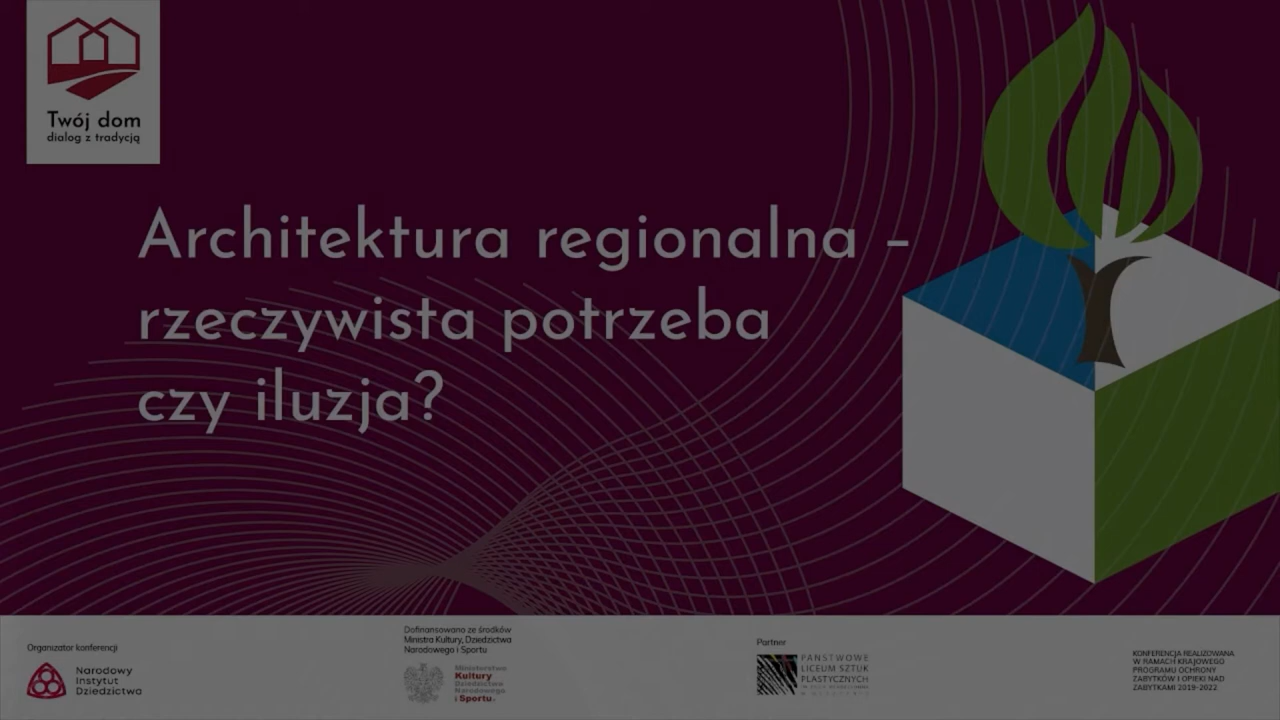 Twój dom
dialog z tradycją
Architektura regionalna –
rzeczywista potrzeba
czy iluzja?
Organizator konferencji
Narodowy
Instytut
Dziedzictwa
Dofinansowano ze środków
Ministra Kultury, Dziedzictwa
Narodowego i Sportu
Ministerstwo
Kultury
Dziedzictwa
Narodowego
i Sportu.
Partner
PAŃSTWOWE
LICEUM SZTUK
PLASTYCZNYCH
KONFERENCJA REALIZOWANA
W RAMACH KRAJOWEGO
PROGRAMU OCHRONY
ZABYTKÓW I OPIEKI NAD
ZABYTKAMI 2019-2022